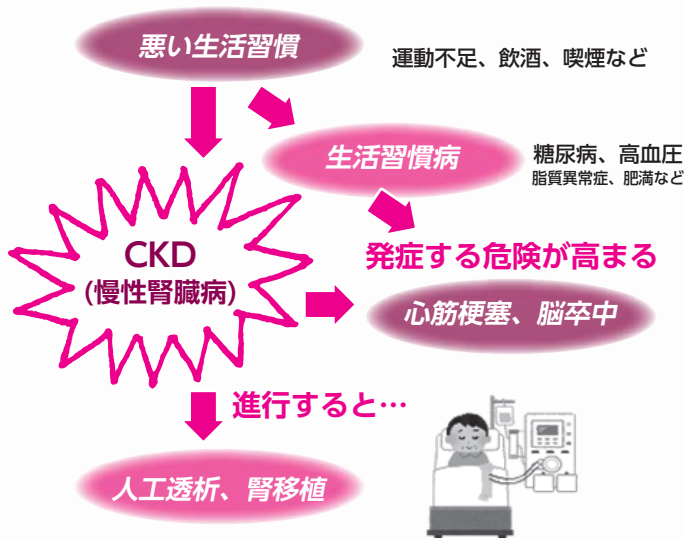 悪い生活習慣
運動不足、飲酒、喫煙など
生活習慣病
糖尿病、高血圧
脂質異常症、肥満など
CKD
(慢性腎臓病)
発症する危険が高まる
心筋梗塞、脳卒中
進行すると…
人工透析、腎移植